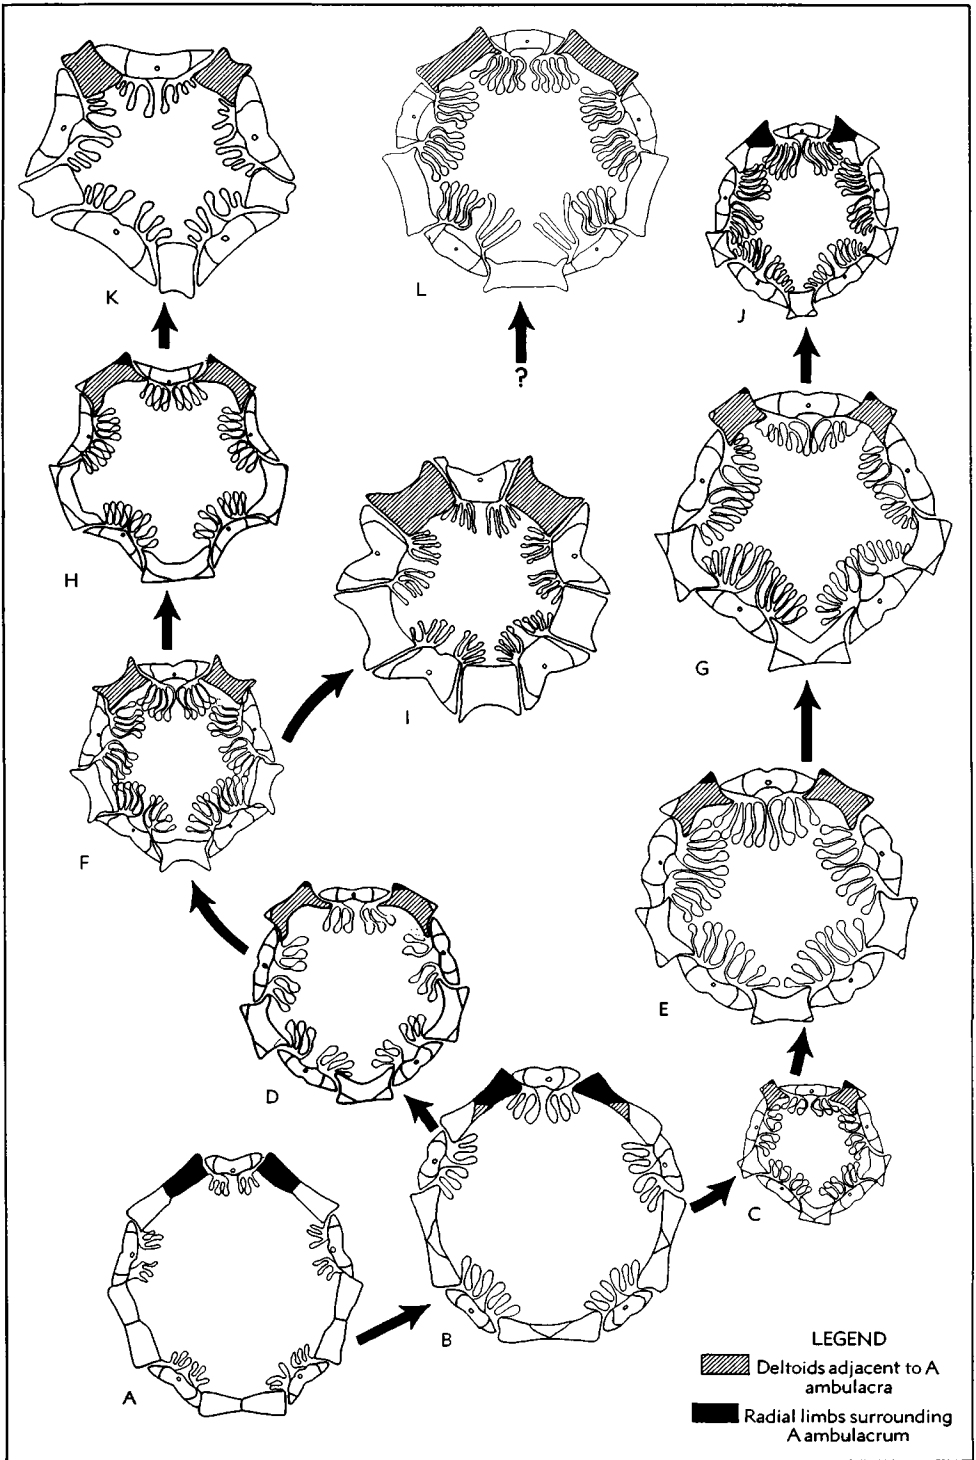 K
L
J
?
H
I
G
F
E
D
C
B
A
LEGEND
Deltoids adjacent to A
ambulacra
Radial limbs surrounding
A ambulacrum